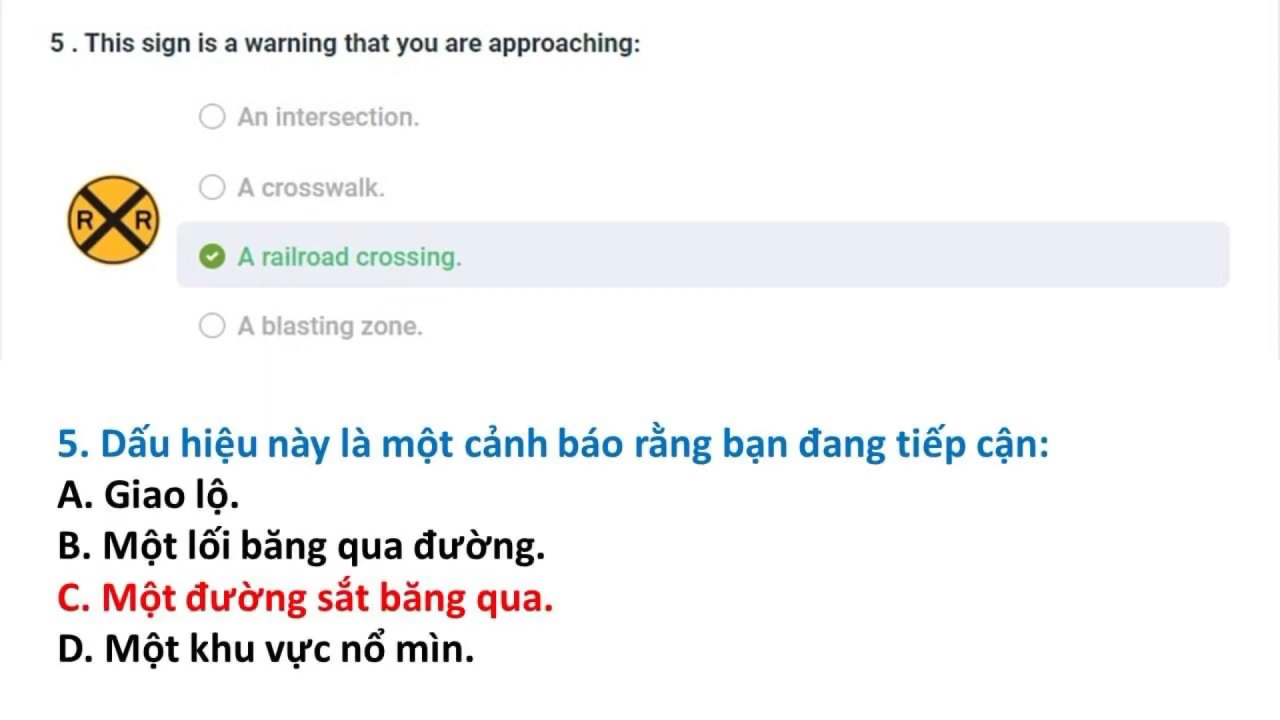 5 . This sign is a warning that you are approaching:
An intersection.
A crosswalk.
R R
A railroad crossing.
A blasting zone.
5. Dấu hiệu này là một cảnh báo rằng bạn đang tiếp cận:
A. Giao lộ.
B. Một lối băng qua đường.
C. Một đường sắt băng qua.
D. Một khu vực nổ mìn.